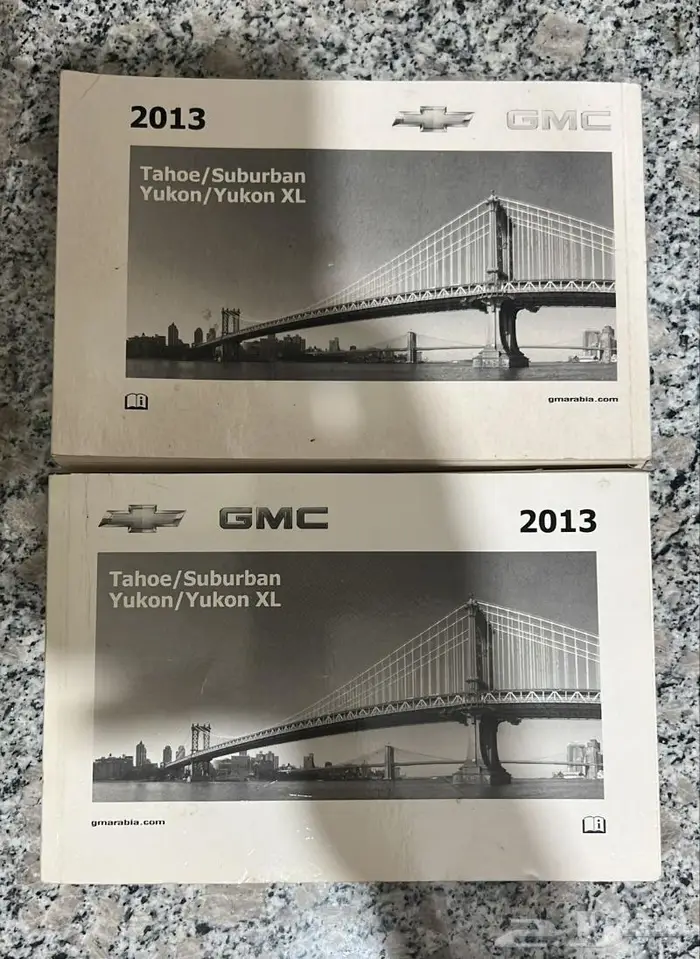 2013
GMC
Tahoe/Suburban
Yukon/Yukon XL
gmarabia.com
GMC
2013
Tahoe/Suburban
Yukon/Yukon XL
gmarabia.com